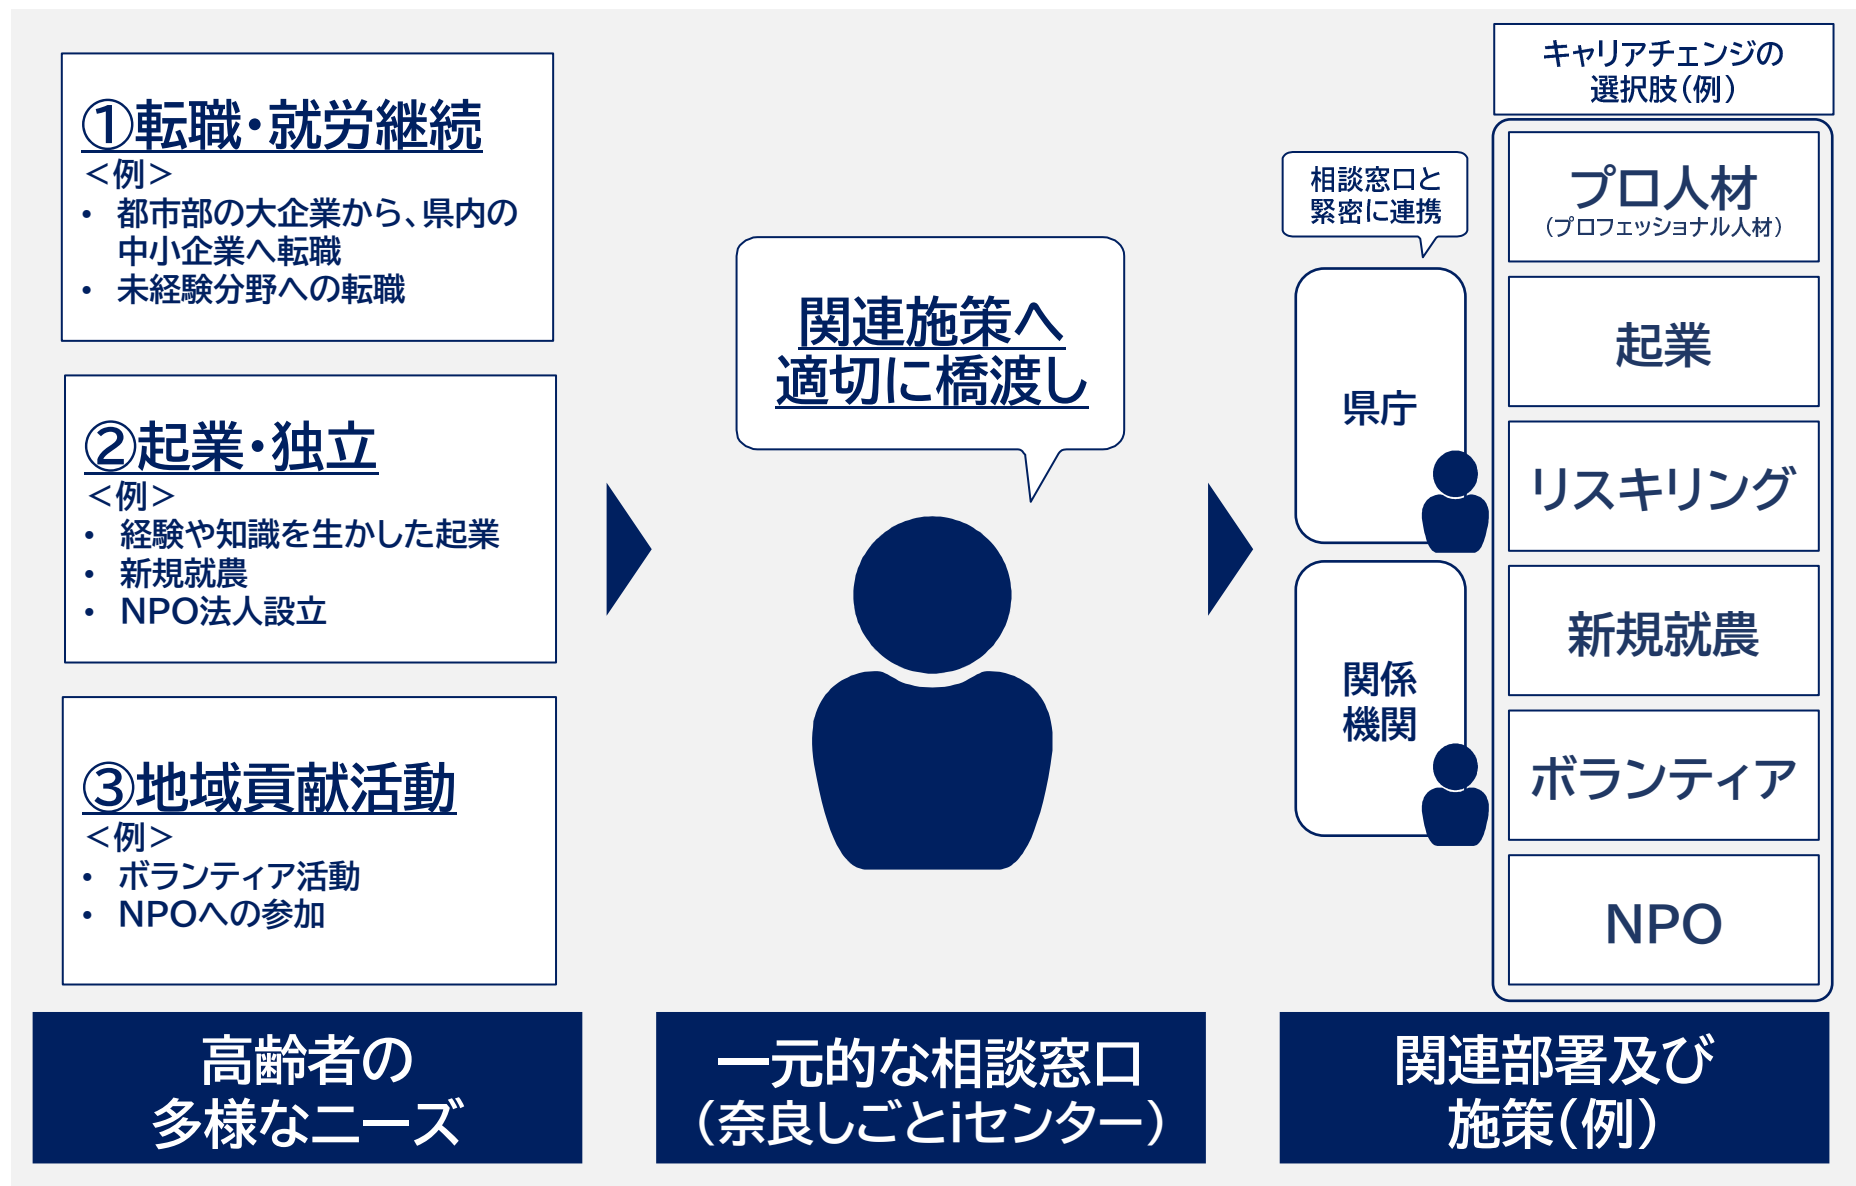 ①転職・就労継続
＜例＞
• 都市部の大企業から、県内の
中小企業へ転職
• 未経験分野への転職
②起業・独立
＜例＞
• 経験や知識を生かした起業
• 新規就農
• NPO法人設立
③地域貢献活動
＜例＞
• ボランティア活動
• NPOへの参加
高齢者の
多様なニーズ
関連施策へ
適切に橋渡し
一元的な相談窓口
（奈良しごとiセンター）
相談窓口と
緊密に連携
県庁
関係
機関
キャリアチェンジの
選択肢（例）
プロ人材
（プロフェッショナル人材）
起業
リスキリング
新規就農
ボランティア
NPO
関連部署及び
施策（例）